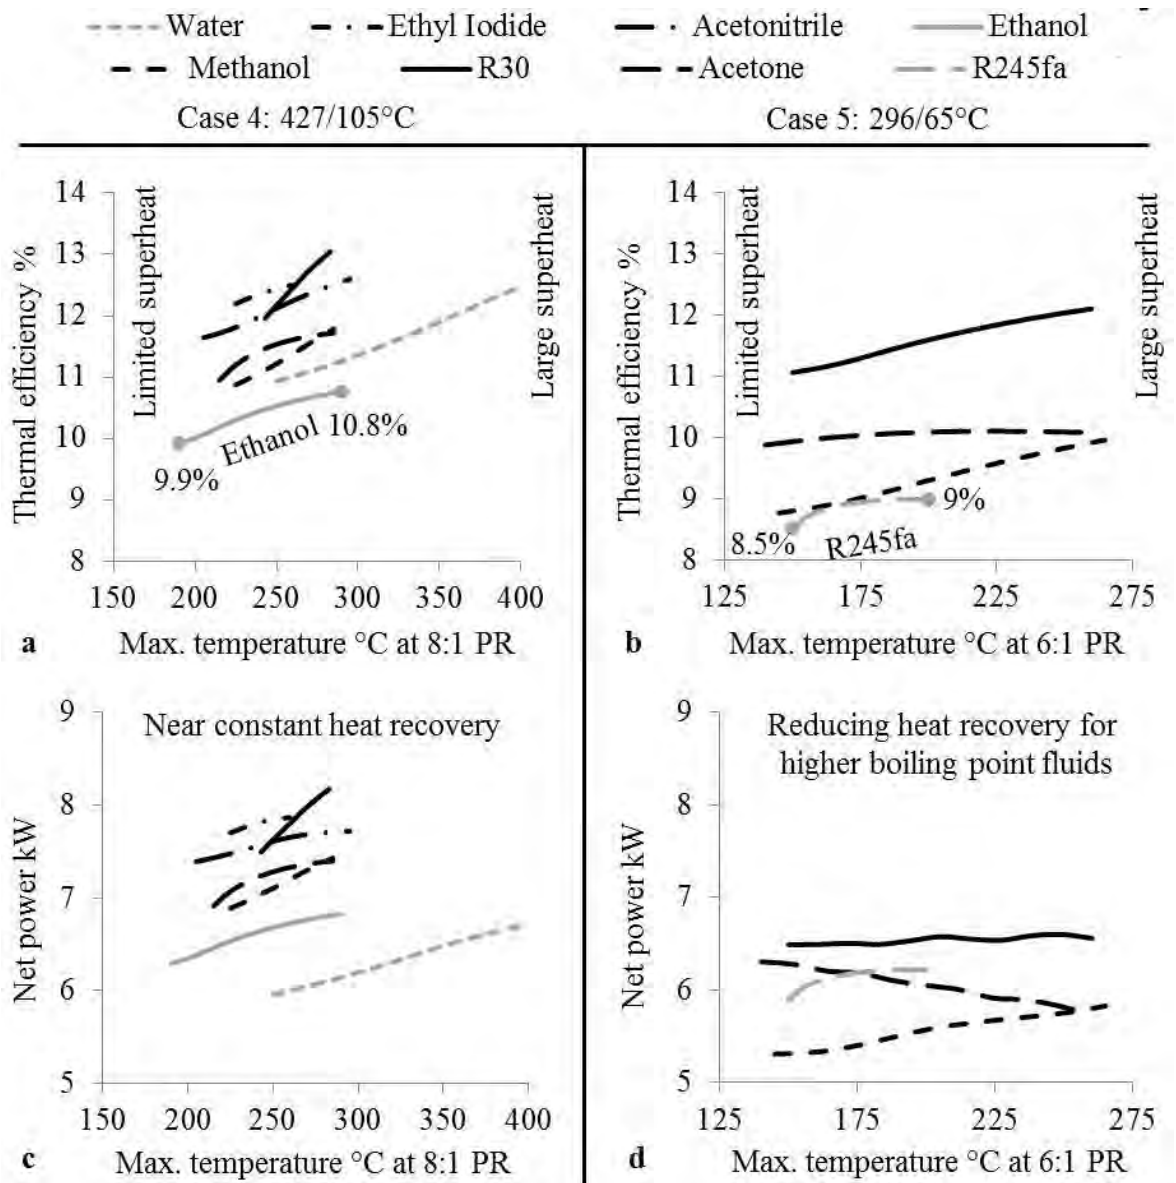 Water Ethyl Iodide Acetonitrile Ethanol
Methanol R30 Acetone R245fa
Case 4: 427/105°C Case 5: 296/65°C
Thermal efficiency %
14
13
12
11
10
9
8
Limited superheat
Large superheat
Ethanol 10.8%
9.9%
150 200 250 300 350 400
a Max. temperature °C at 8:1 PR
Thermal efficiency %
14
13
12
11
10
9
8
Limited superheat
Large superheat
9%
8.5% R245fa
125 175 225 275
b Max. temperature °C at 6:1 PR
Net power kW
9
8
7
6
5
Near constant heat recovery
150 200 250 300 350 400
c Max. temperature °C at 8:1 PR
Net power kW
9
8
7
6
5
Reducing heat recovery for
higher boiling point fluids
125 175 225 275
d Max. temperature °C at 6:1 PR